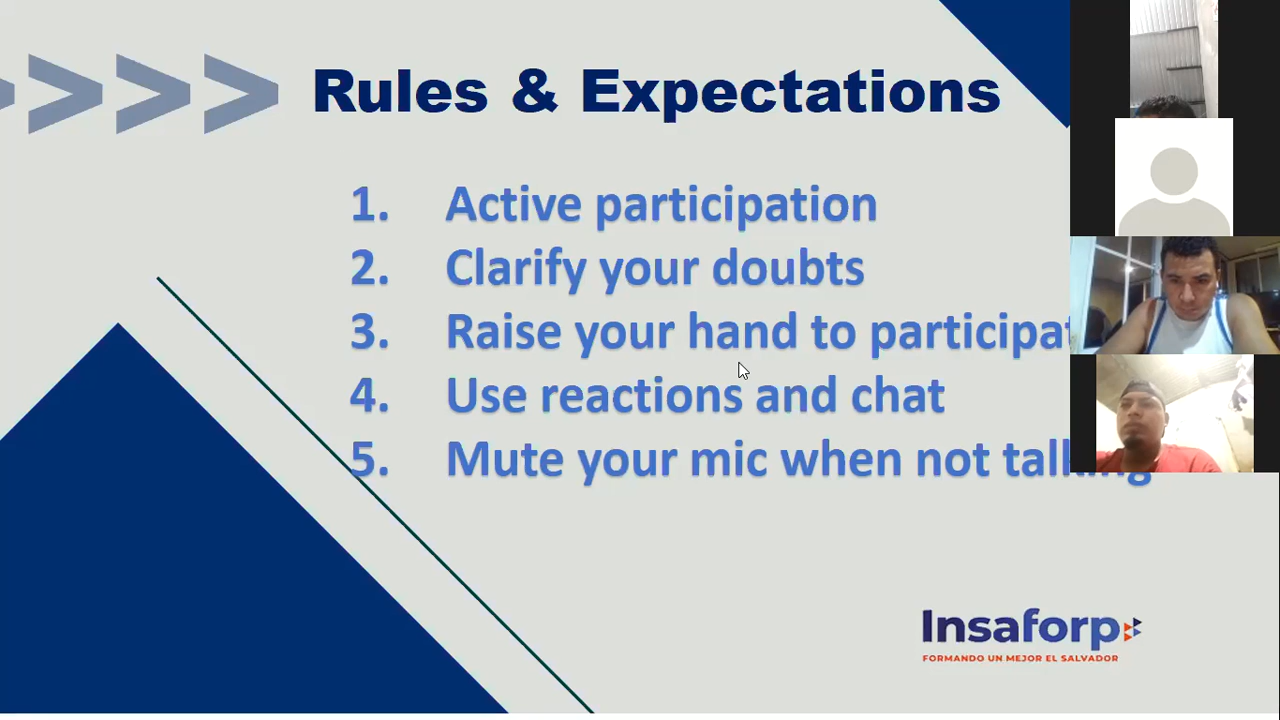 Rules & Expectations
1. Active participation
2. Clarify your doubts
3. Raise your hand to
4. Use reactions and chat
5. Mute your mic when not talking
Insaforp
FORMANDO UN MEJOR EL SALVADOR